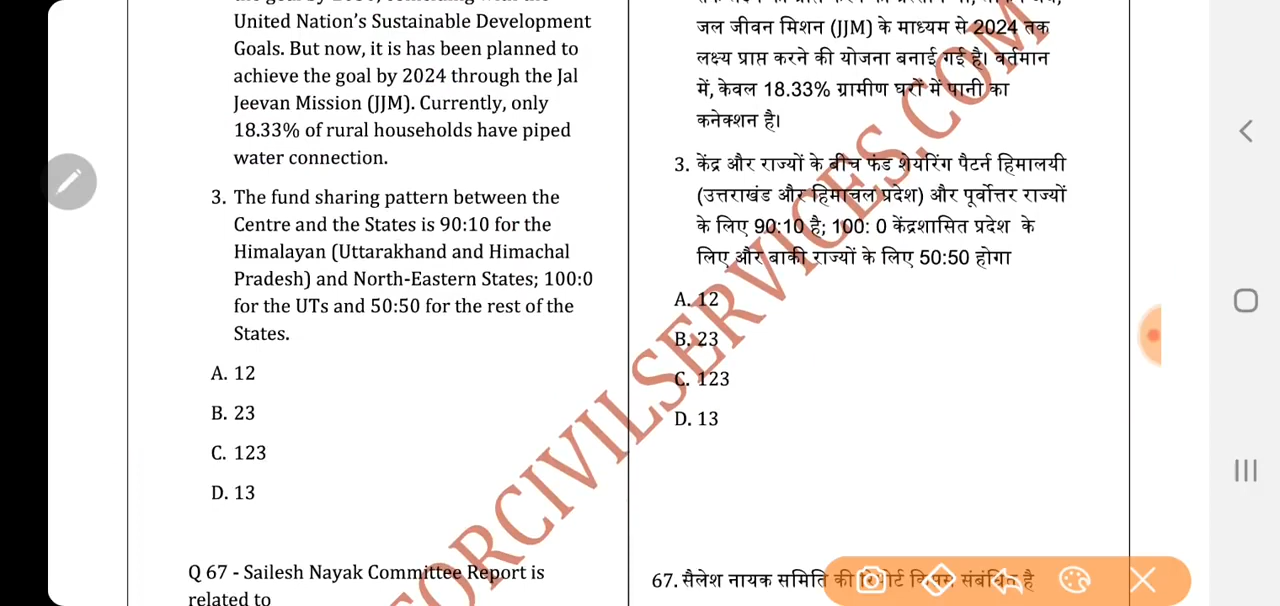 United Nation's Sustainable Development
Goals. But now, it is has been planned to
achieve the goal by 2024 through the Jal
Jeevan Mission (JJM). Currently, only
18.33% of rural households have piped
water connection.
3. The fund sharing pattern between the
Centre and the States is 90:10 for the
Himalayan (Uttarakhand and Himachal
Pradesh) and North-Eastern States; 100:0
for the UTs and 50:50 for the rest of the
States.
A. 12
B. 23
C. 123
D. 13
Q 67 - Sailesh Nayak Committee Report is
related to
जल जीवन मिशन (JJM) के माध्यम से 2024 तक
लक्ष्य प्राप्त करने की योजना बनाई गई है। वर्तमान
में, केवल 18.33% ग्रामीण घरों में पानी का
कनेक्शन है।
3. केंद्र और राज्यों के बीच फंड शेयरिंग पैटर्न हिमालयी
(उत्तराखंड और हिमाचल प्रदेश) और पूर्वोत्तर राज्यों
के लिए 90:10 है; 100: 0 केंद्रशासित प्रदेश के
लिए और बाकी राज्यों के लिए 50:50 होगा
A. 12
B. 23
C. 123
D. 13
67. सैलेश नायक समिति की रिपोर्ट संबंधित है
ORCIVILSERVICES.COM